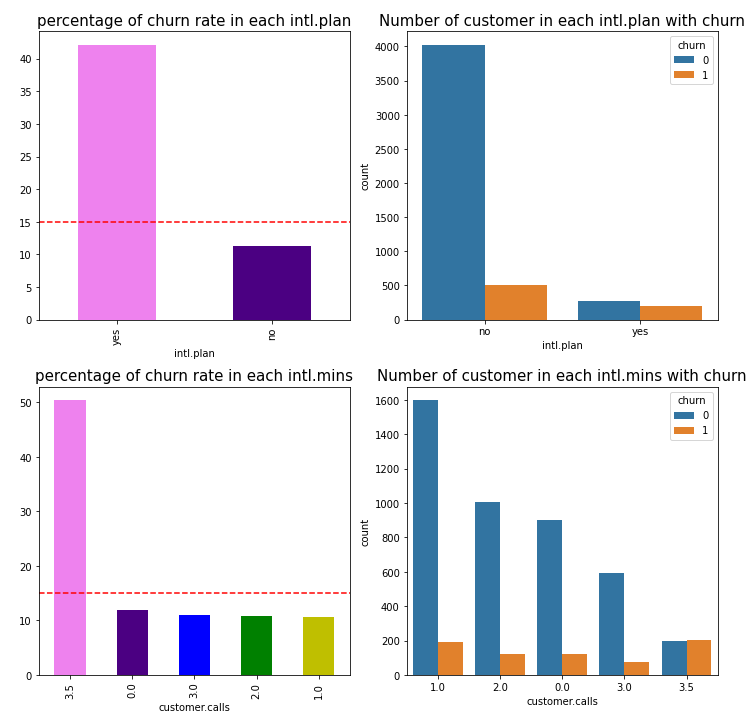 percentage of churn rate in each intl.plan
40
35
30
25
20
15
10
5
0
yes
no
intl.plan
Number of customer in each intl.plan with churn
churn
0
1
4000
3500
3000
2500
2000
1500
1000
500
0
count
no
yes
intl.plan
percentage of churn rate in each intl.mins
50
40
30
20
10
0
3.5
0.0
3.0
2.0
1.0
customer.calls
Number of customer in each intl.mins with churn
churn
0
1
1600
1400
1200
1000
800
600
400
200
0
count
1.0
2.0
0.0
3.0
3.5
customer.calls